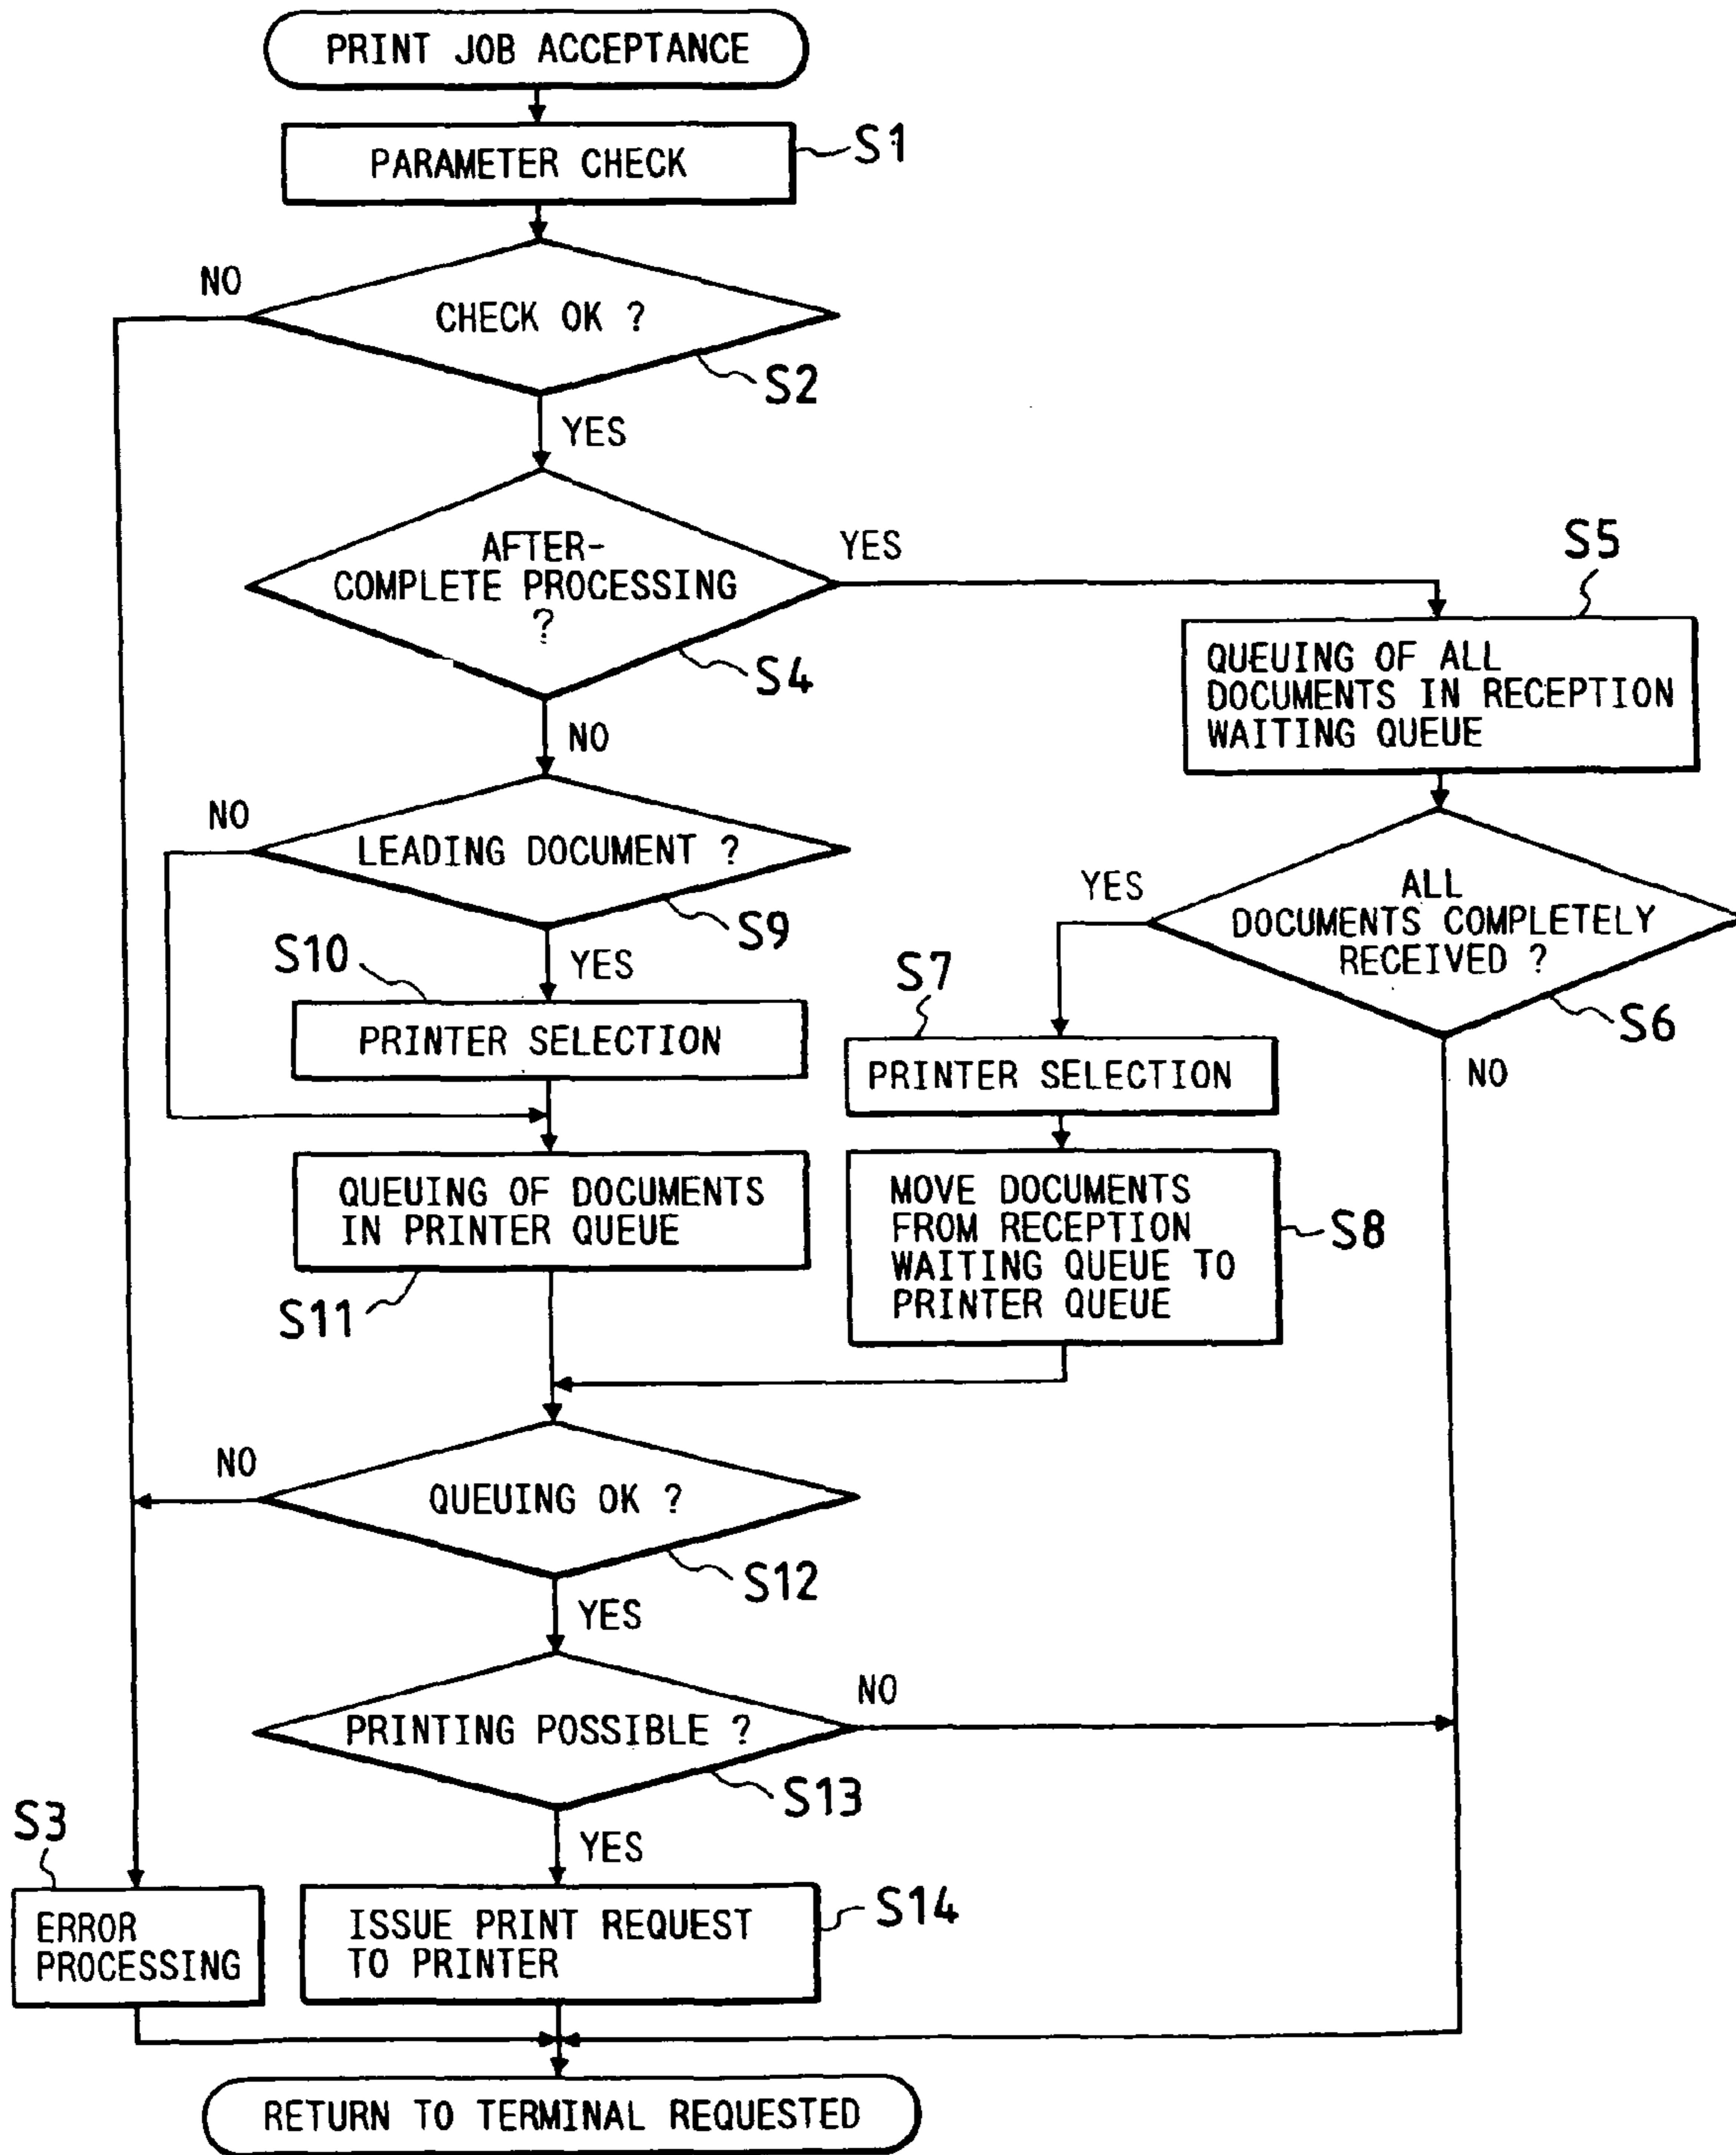 PRINT JOB ACCEPTANCE
PARAMETER CHECK
S1
NO
CHECK OK ?
S2
YES
AFTER-
COMPLETE PROCESSING
?
YES
S4
S5
QUEUING OF ALL
DOCUMENTS IN RECEPTION
WAITING QUEUE
NO
NO
LEADING DOCUMENT ?
S9
YES
ALL
DOCUMENTS COMPLETELY
RECEIVED ?
S6
NO
S10
YES
PRINTER SELECTION
S7
PRINTER SELECTION
QUEUING OF DOCUMENTS
IN PRINTER QUEUE
S11
MOVE DOCUMENTS
FROM RECEPTION
WAITING QUEUE TO
PRINTER QUEUE
S8
NO
QUEUING OK ?
S12
YES
PRINTING POSSIBLE ?
NO
S13
YES
S3
ERROR
PROCESSING
ISSUE PRINT REQUEST
TO PRINTER
S14
RETURN TO TERMINAL REQUESTED